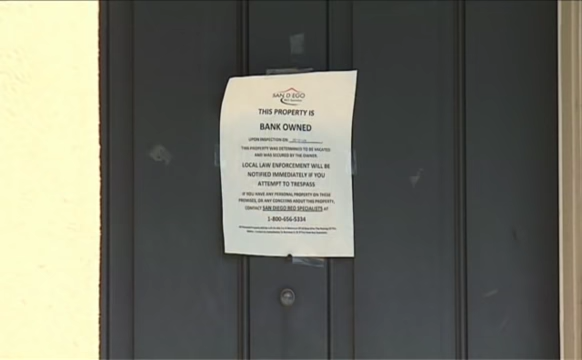 SAN DIEGO
THIS PROPERTY IS
BANK OWNED
UPON INSPECTION ON
THIS PROPERTY WAS DETERMINED TO BE VACATED
AND WAS SECURED BY THE OWNER.
LOCAL LAW ENFORCEMENT WILL BE
NOTIFIED IMMEDIATELY IF YOU
ATTEMPT TO TRESPASS
IF YOU HAVE ANY PERSONAL PROPERTY ON THESE
PREMISES, OR ANY CONCERNS ABOUT THIS PROPERTY,
CONTACT SAN DIEGO REO SPECIALISTS AT
1-800-656-5334